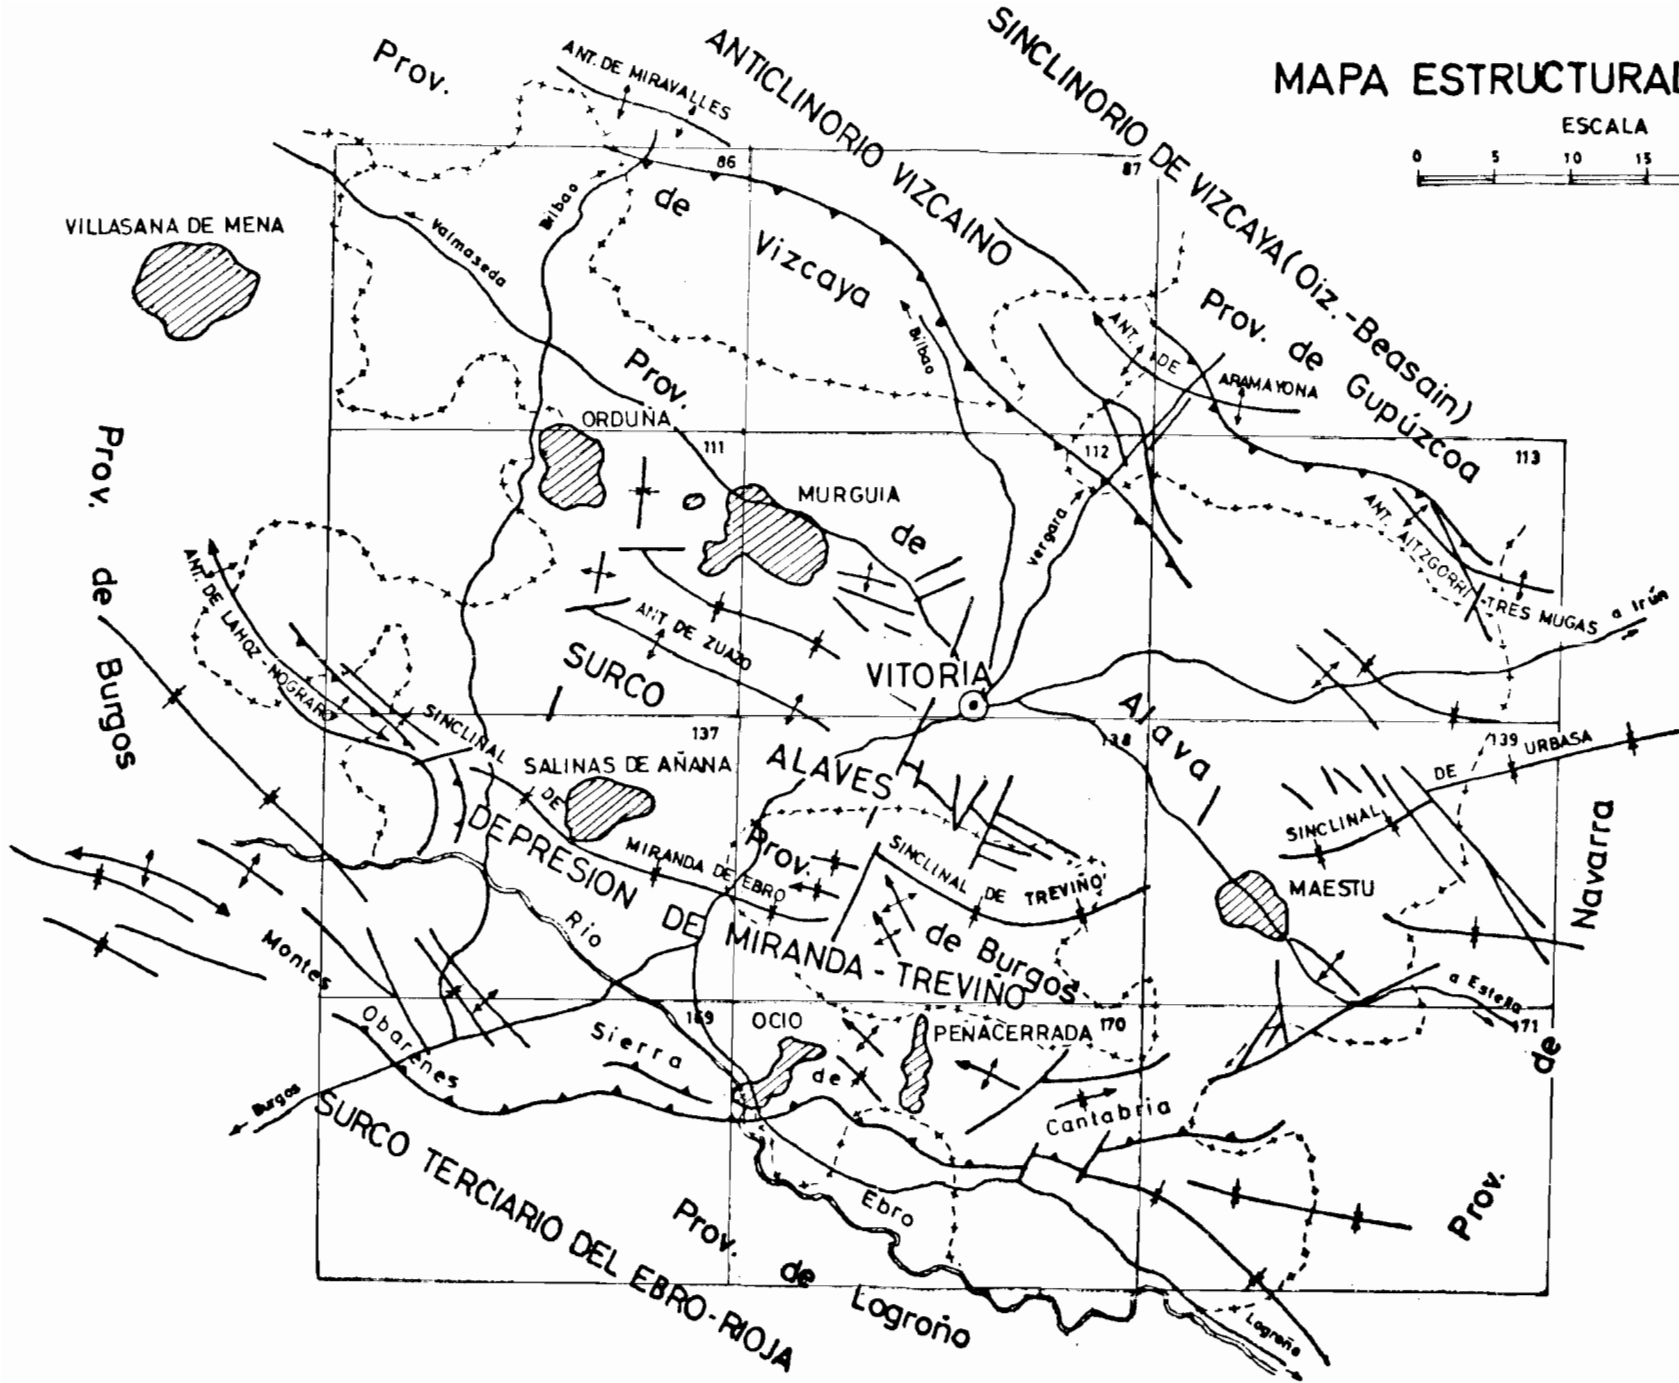 MAPA ESTRUCTURAL
ESCALA
0 5 10 15
SINCLINORIO DE VIZCAYA (Oiz.-Beasain)
ANTICLINORIO VIZCAINO
ANT. DE MIRAVALLES
Prov.
de
Vizcaya
86
87
VILLASANA DE MENA
Valmaseda
Bilbao
Bilbao
ANT. DE ARAMAYONA
Prov. de Gupúzcoa
Prov.
ORDUÑA
111
112
113
MURGUIA
de
Vergara
ANT. AITZGORRI-TRES MUGAS
a Irún
Prov. de Burgos
ANT. DE LAHOZ-NOGRARO
ANT DE ZUAZO
SURCO
ALAVES
VITORIA
Alava
137
138
139
SINCLINAL DE MIRANDA DE EBRO
SALINAS DE AÑANA
SINCLINAL DE URBASA
DEPRESION DE MIRANDA-TREVIÑO
Prov.
de Burgos
SINCLINAL DE TREVIÑO
MAESTU
Navarra
de
Prov.
Río
Ebro
Montes
Obarenes
Sierra
de
Cantabria
169
170
171
OCIO
PEÑACERRADA
a Estella
Burgos
SURCO TERCIARIO DEL EBRO-RIOJA
Prov.
de
Logroño
Logroño